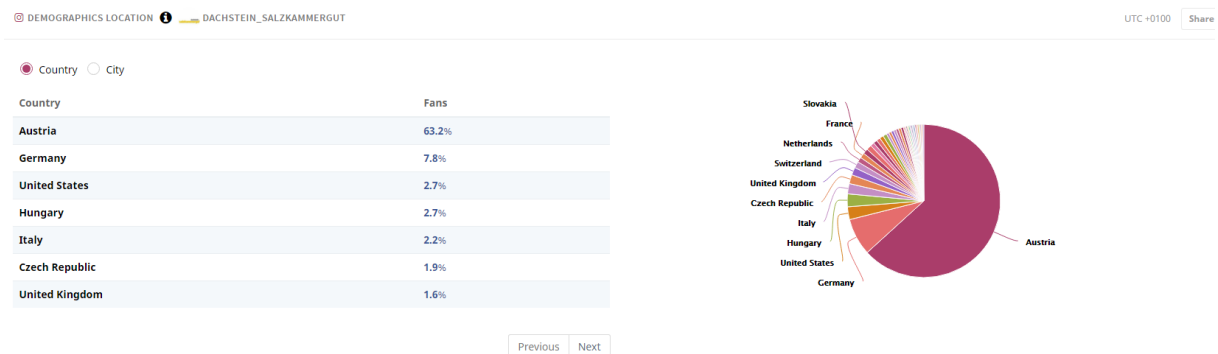 DEMOGRAPHICS LOCATION DACHSTEIN_SALZKAMMERGUT
UTC +0100 Share
Country City
Country Fans
Austria 63.2%
Germany 7.8%
United States 2.7%
Hungary 2.7%
Italy 2.2%
Czech Republic 1.9%
United Kingdom 1.6%
Previous Next
Slovakia
France
Netherlands
Switzerland
United Kingdom
Czech Republic
Italy
Hungary
United States
Germany
Austria